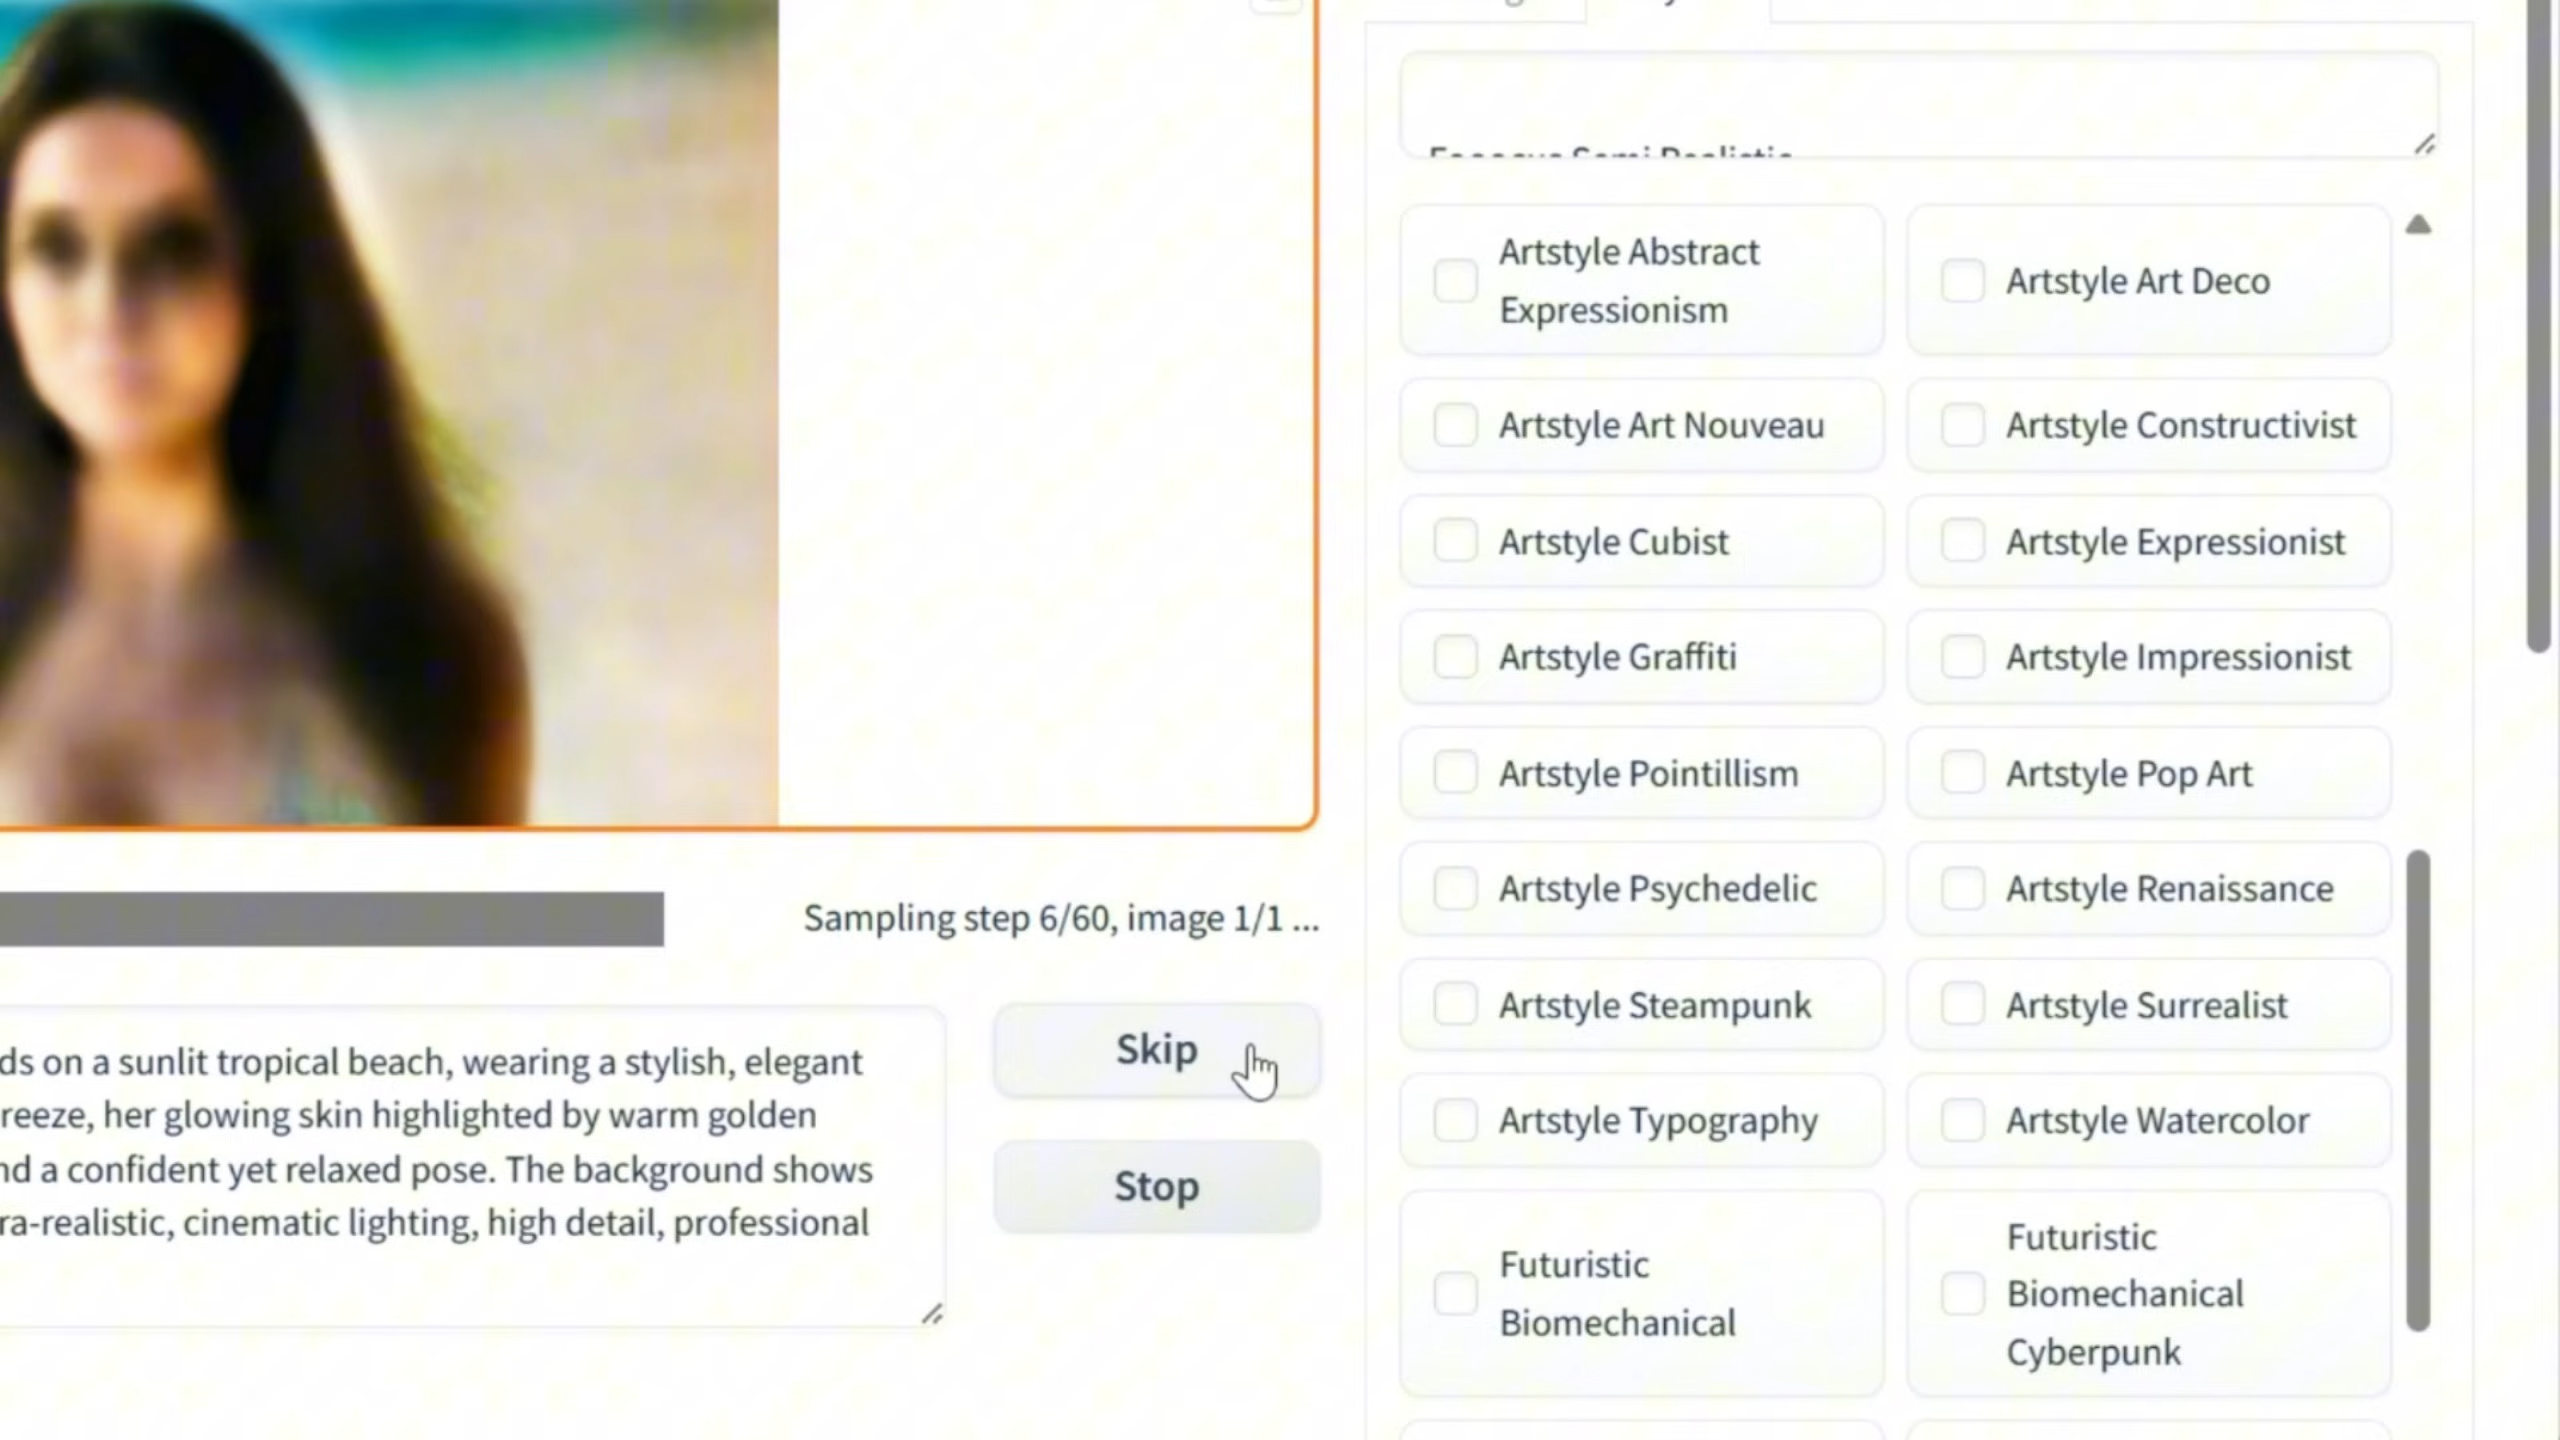 Artstyle Abstract
Expressionism
Artstyle Art Deco
Artstyle Art Nouveau
Artstyle Constructivist
Artstyle Cubist
Artstyle Expressionist
Artstyle Graffiti
Artstyle Impressionist
Artstyle Pointillism
Artstyle Pop Art
Artstyle Psychedelic
Artstyle Renaissance
Artstyle Steampunk
Artstyle Surrealist
Artstyle Typography
Artstyle Watercolor
Futuristic
Biomechanical
Futuristic
Biomechanical
Cyberpunk
Sampling step 6/60, image 1/1 ...
ds on a sunlit tropical beach, wearing a stylish, elegant
reeze, her glowing skin highlighted by warm golden
nd a confident yet relaxed pose. The background shows
ra-realistic, cinematic lighting, high detail, professional
Skip
Stop